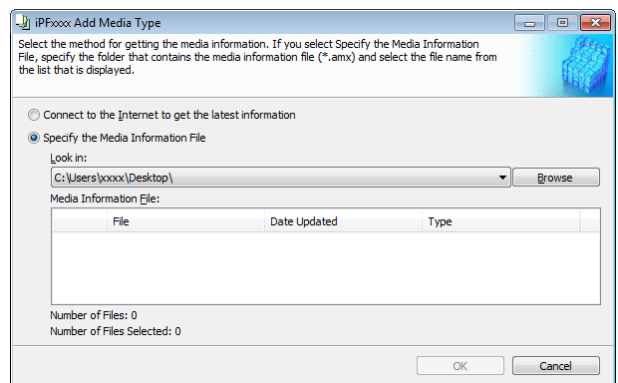 iPFxxxx Add Media Type
Select the method for getting the media information. If you select Specify the Media Information
File, specify the folder that contains the media information file (*.amx) and select the file name from
the list that is displayed.
Connect to the Internet to get the latest information
Specify the Media Information File
Look in:
C:\Users\xxxx\Desktop\ Browse
Media Information File:
File Date Updated Type
Number of Files: 0
Number of Files Selected: 0
OK Cancel